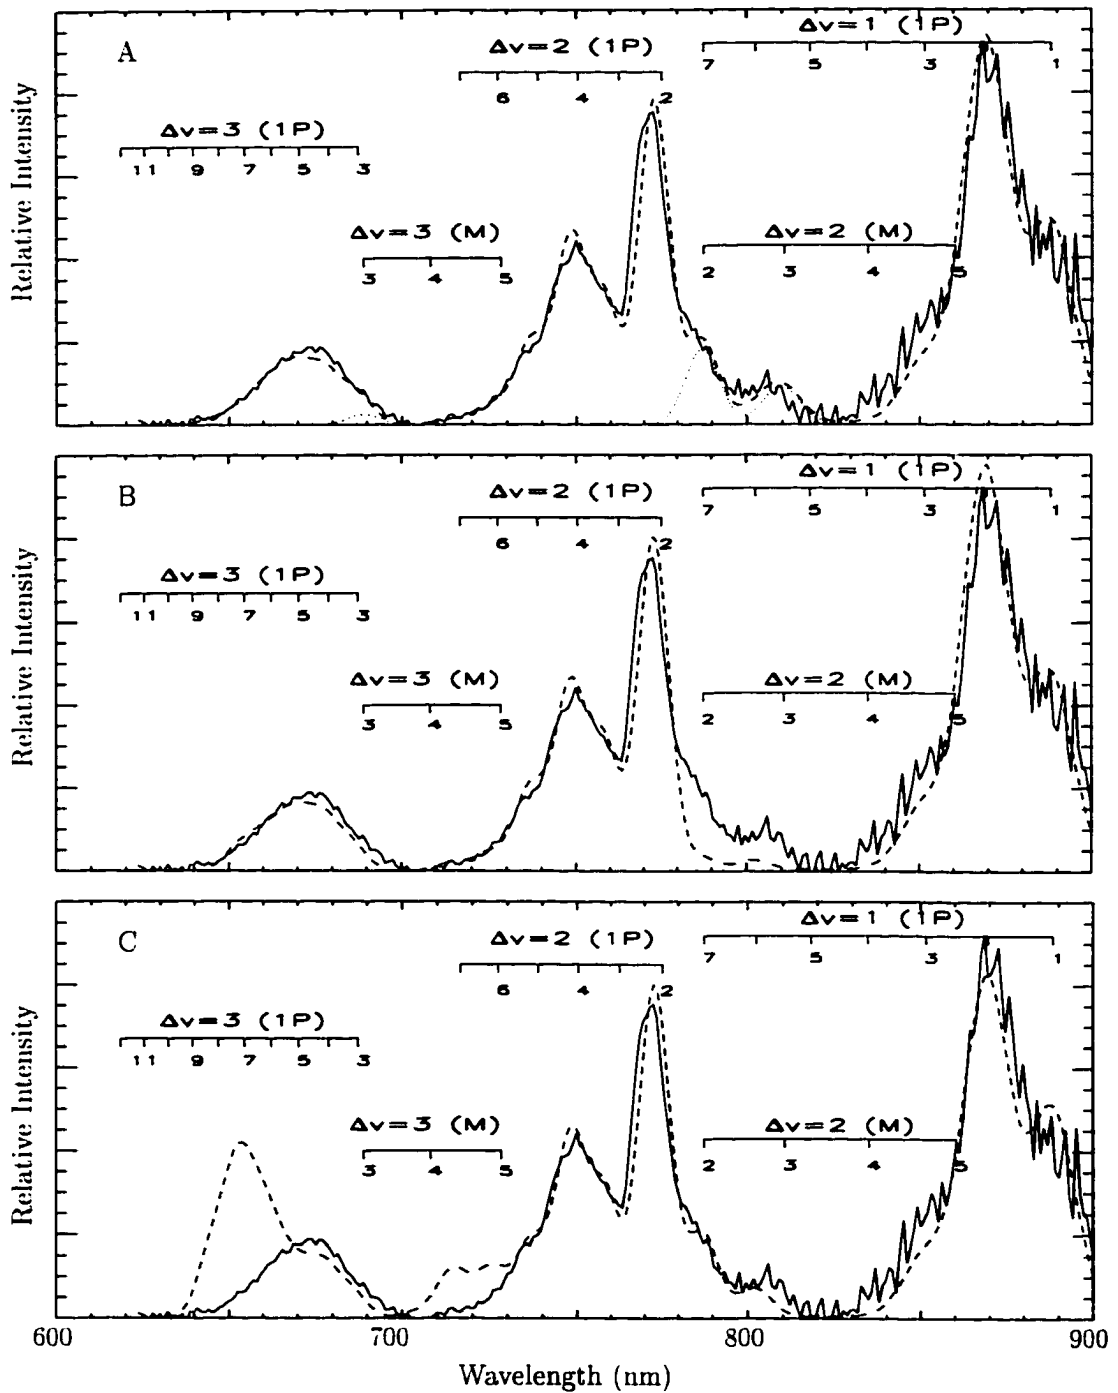 Δv=1 (1P)
Δv=2 (1P)
A
7 5 3 1
6 4 2
Δv=3 (1P)
11 9 7 5 3
Δv=3 (M)
Δv=2 (M)
3 4 5
2 3 4 5
Relative Intensity
Δv=1 (1P)
Δv=2 (1P)
B
7 5 3 1
6 4 2
Δv=3 (1P)
11 9 7 5 3
Δv=3 (M)
Δv=2 (M)
3 4 5
2 3 4 5
Relative Intensity
Δv=1 (1P)
Δv=2 (1P)
C
7 5 3 1
6 4 2
Δv=3 (1P)
11 9 7 5 3
Δv=3 (M)
Δv=2 (M)
3 4 5
2 3 4 5
Relative Intensity
600 700 800 900
Wavelength (nm)